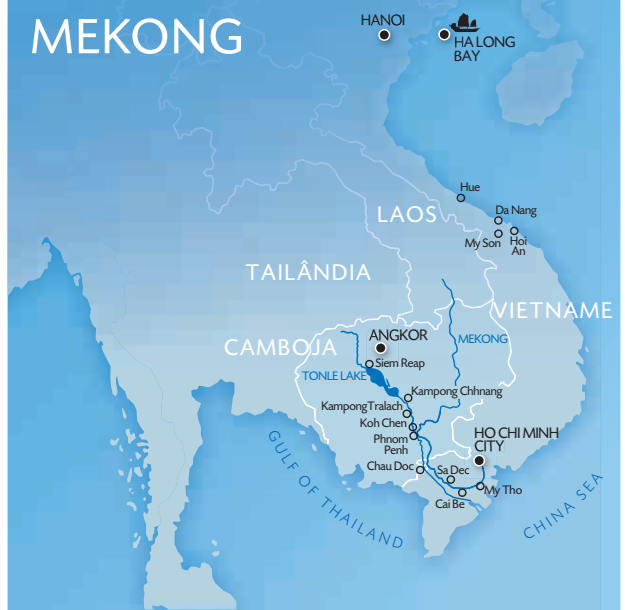 MEKONG
HANOI
HA LONG
BAY
Hue
Da Nang
LAOS
My Son
Hoi
An
TAILÂNDIA
VIETNAME
ANGKOR
MEKONG
CAMBOJA
Siem Reap
TONLE LAKE
Kampong Chhnang
KampongTralach
Koh Chen
HO CHI MINH
CITY
Phnom
Penh
Chau Doc
Sa Dec
My Tho
Cai Be
GULF OF THAILAND
CHINA SEA